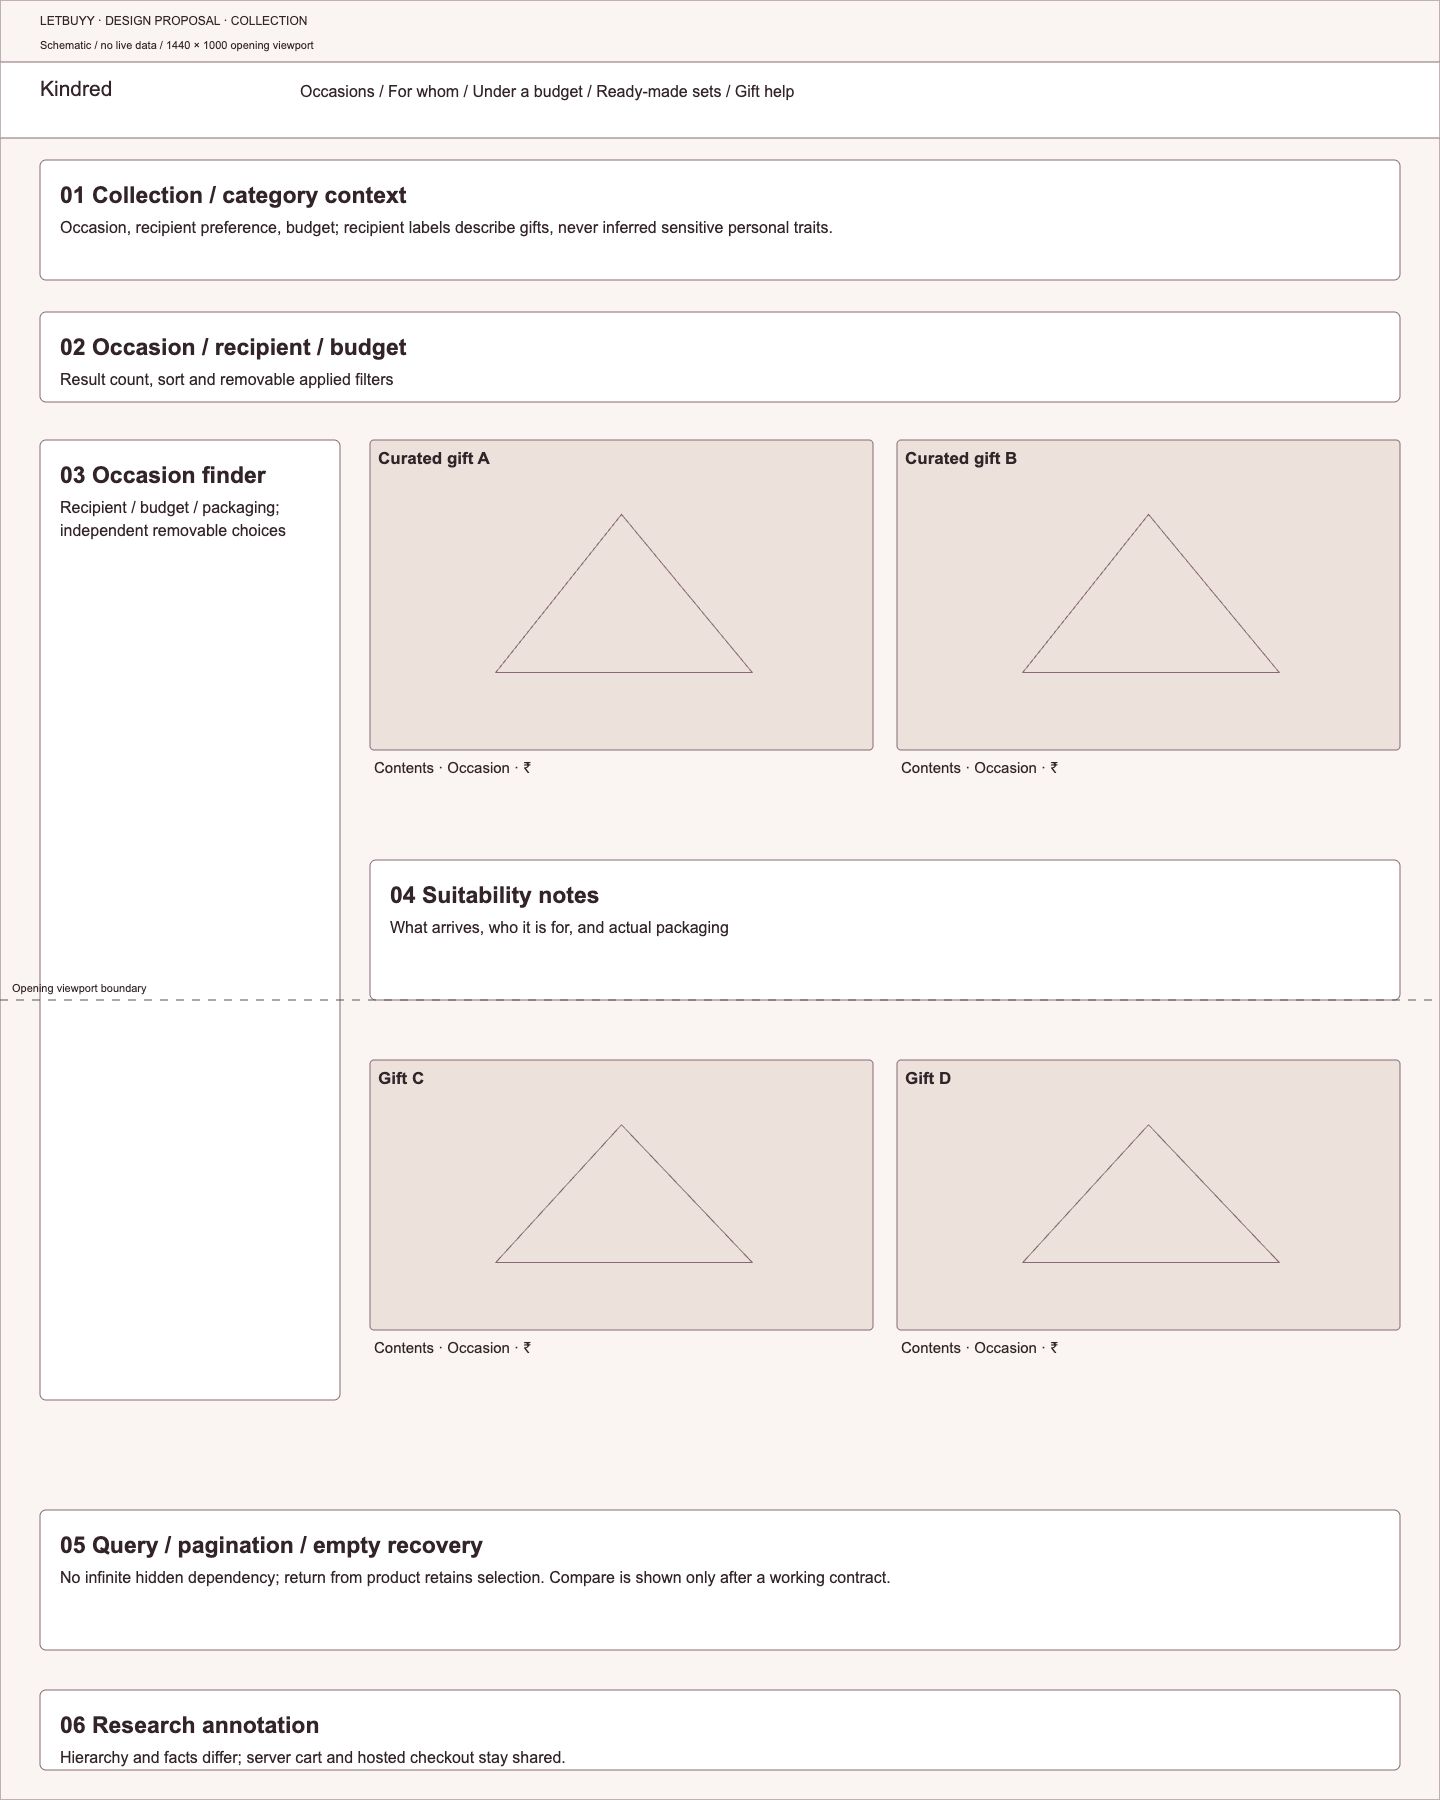 LETBUYY · DESIGN PROPOSAL · COLLECTION
Schematic / no live data / 1440 × 1000 opening viewport
Kindred
Occasions / For whom / Under a budget / Ready-made sets / Gift help
01 Collection / category context
Occasion, recipient preference, budget; recipient labels describe gifts, never inferred sensitive personal traits.
02 Occasion / recipient / budget
Result count, sort and removable applied filters
03 Occasion finder
Recipient / budget / packaging;
independent removable choices
Curated gift A
Curated gift B
Contents · Occasion · ₹
Contents · Occasion · ₹
04 Suitability notes
What arrives, who it is for, and actual packaging
Opening viewport boundary
Gift C
Gift D
Contents · Occasion · ₹
Contents · Occasion · ₹
05 Query / pagination / empty recovery
No infinite hidden dependency; return from product retains selection. Compare is shown only after a working contract.
06 Research annotation
Hierarchy and facts differ; server cart and hosted checkout stay shared.